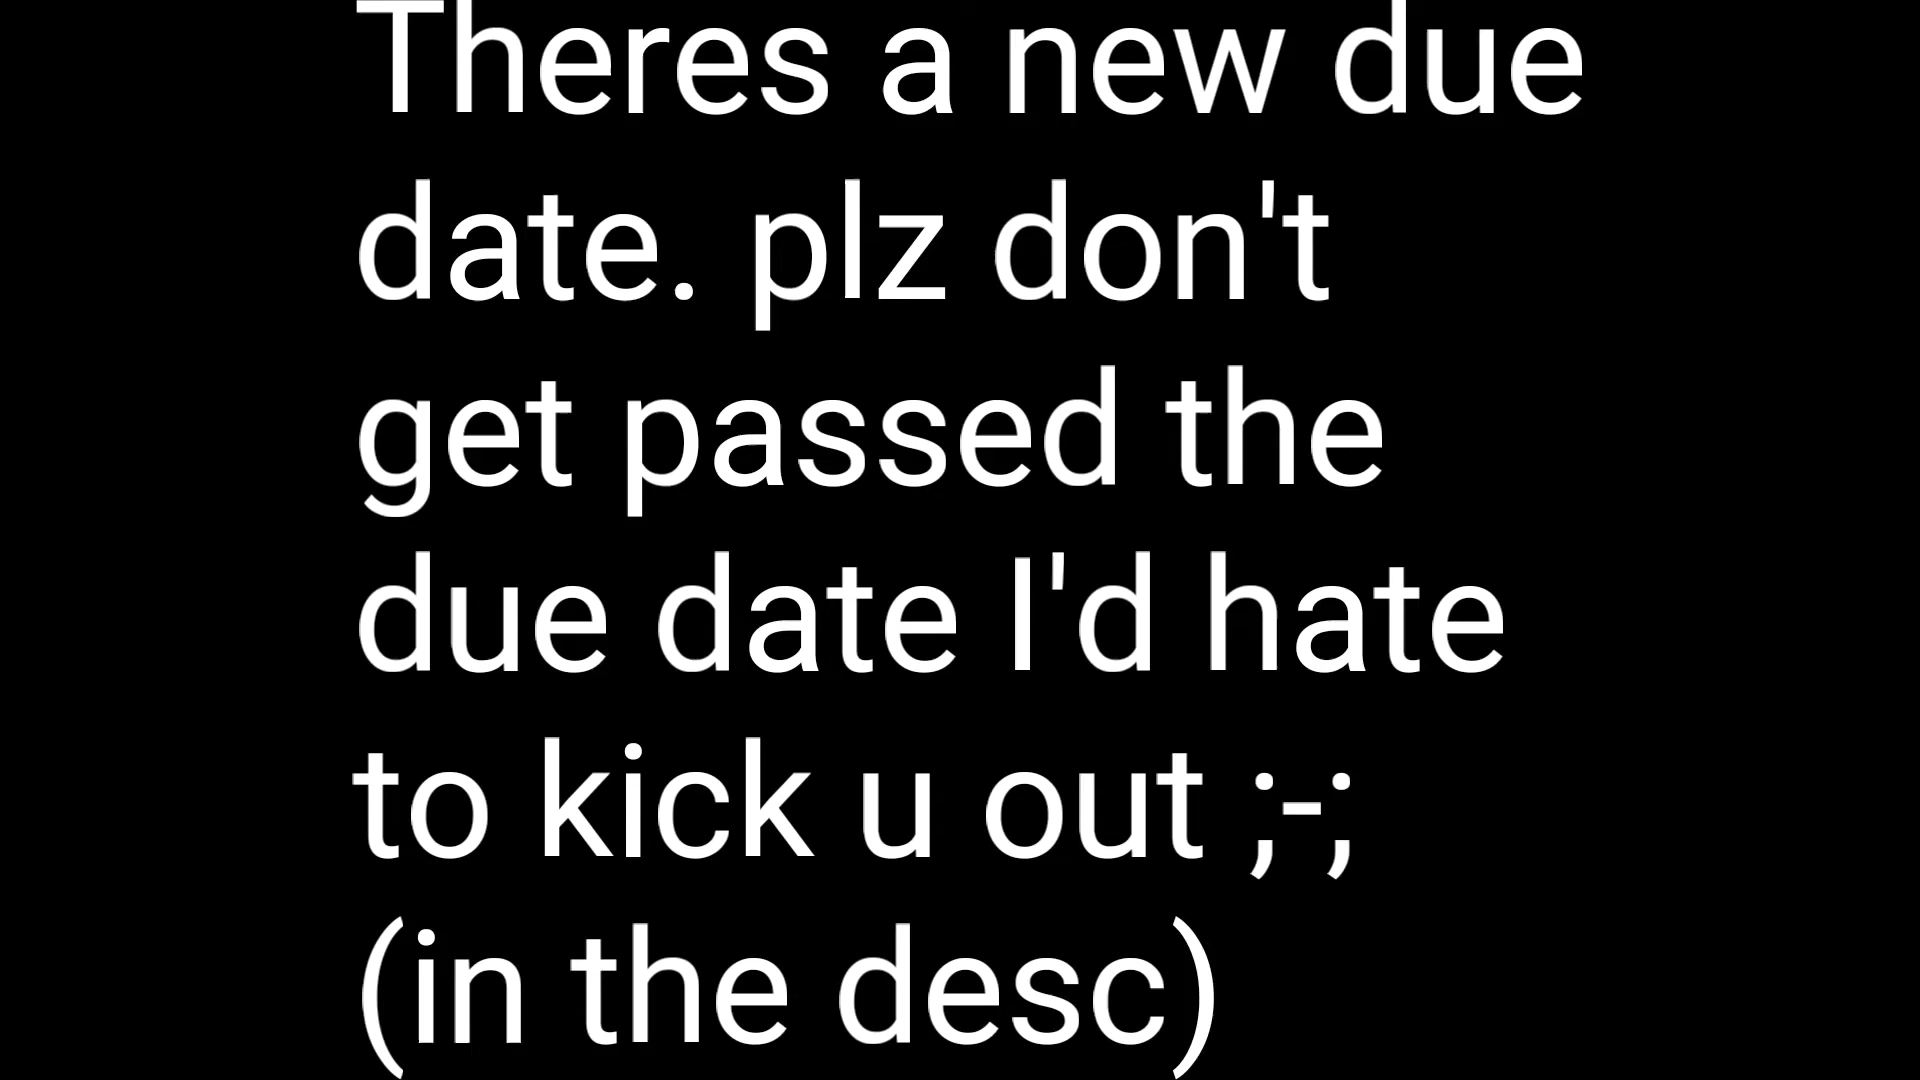 Theres a new due
date. plz don't
get passed the
due date I'd hate
to kick u out ;-;
(in the desc)